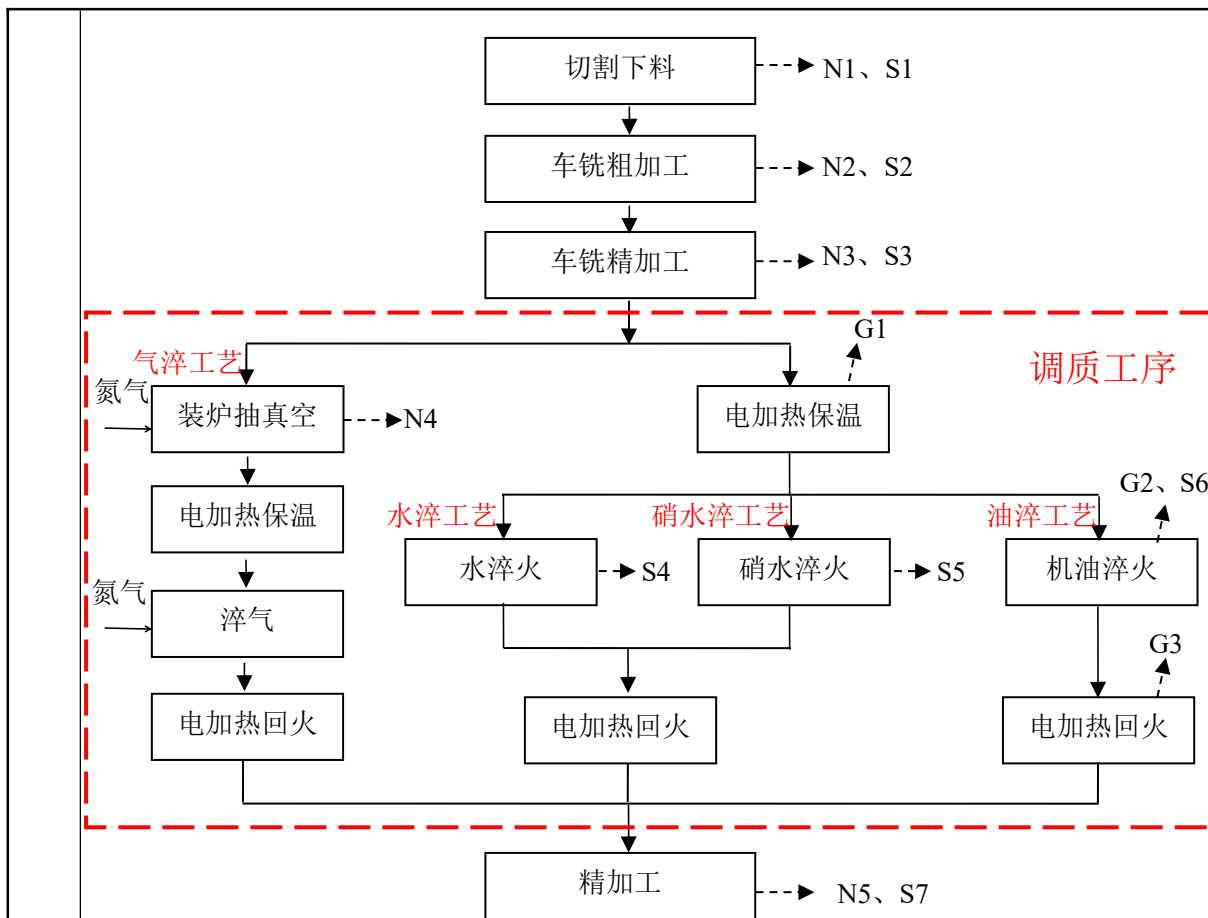 切割下料
N1、S1
车铣粗加工
N2、S2
车铣精加工
N3、S3
G1
气淬工艺
调质工序
氮气
装炉抽真空
N4
电加热保温
G2、S6
电加热保温
水淬工艺
硝水淬工艺
油淬工艺
水淬火
S4
硝水淬火
S5
机油淬火
氮气
淬气
G3
电加热回火
电加热回火
电加热回火
精加工
N5、S7